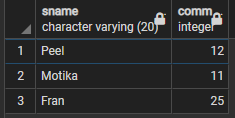 sname comm
character varying (20) integer
1 Peel 12
2 Motika 11
3 Fran 25